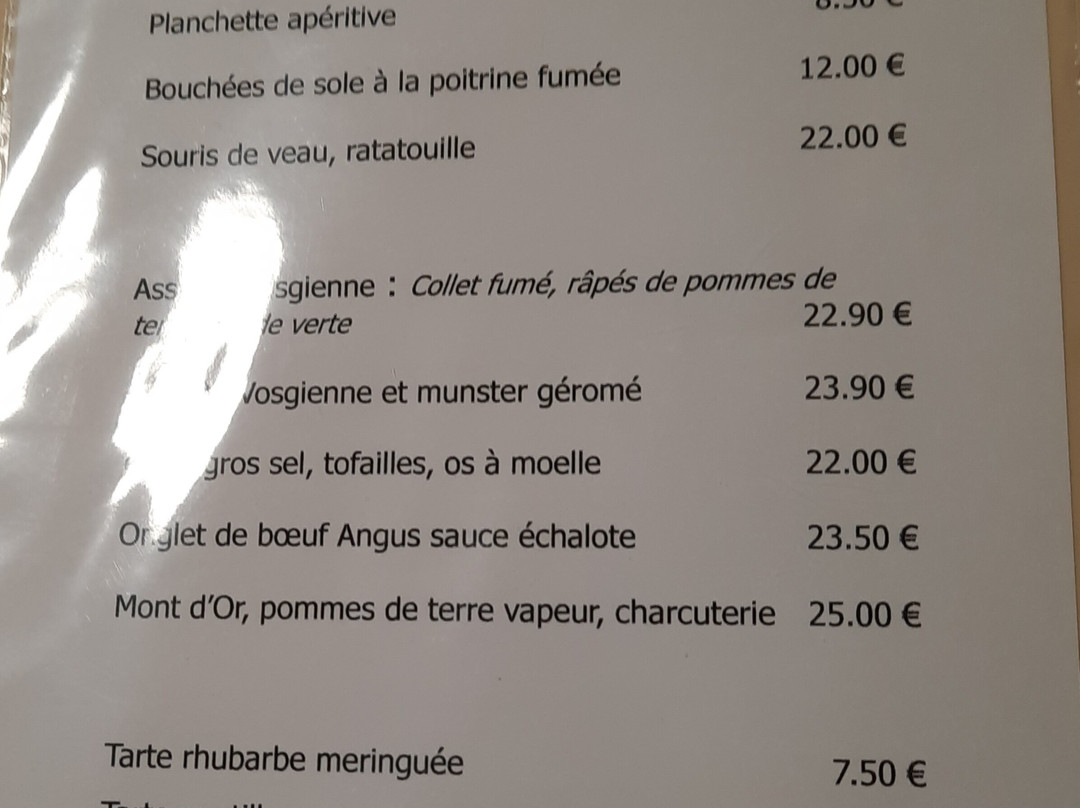 Planchette apéritive
Bouchées de sole à la poitrine fumée 12.00 €
Souris de veau, ratatouille 22.00 €
: Collet fumé, râpés de pommes de
verte 22.90 €
Vosgienne et munster géromé 23.90 €
gros sel, tofailles, os à moelle 22.00 €
Onglet de bœuf Angus sauce échalote 23.50 €
Mont d'Or, pommes de terre vapeur, charcuterie 25.00 €
Tarte rhubarbe meringuée 7.50 €